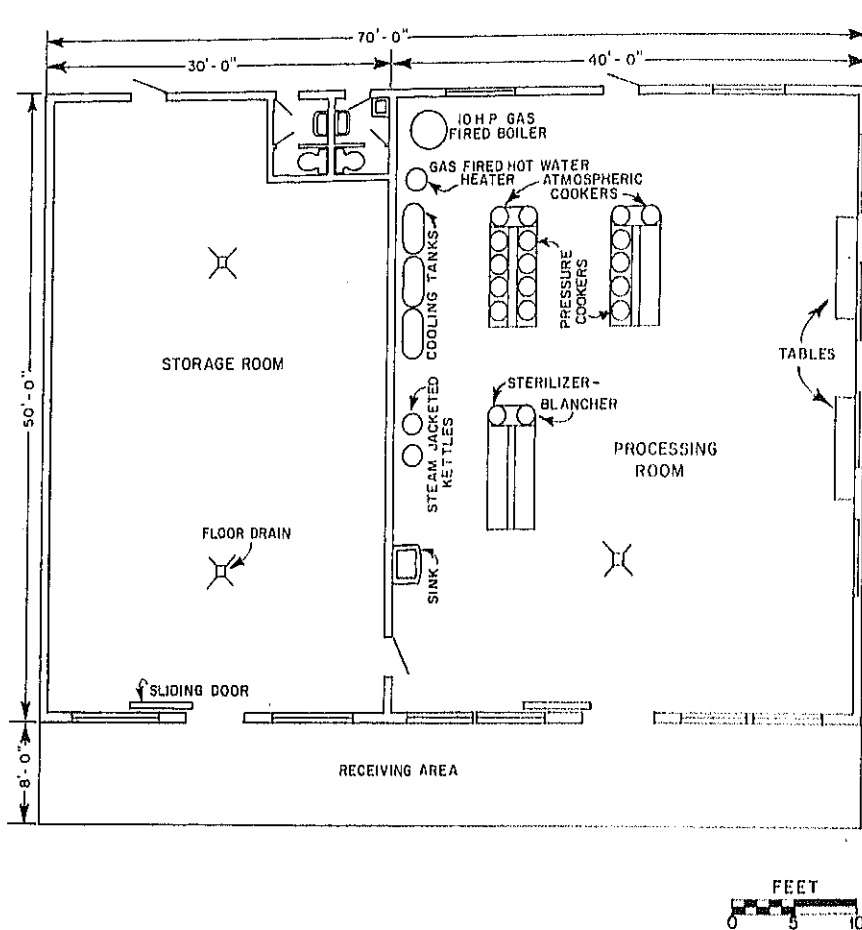 70'-0"
30'-0"
40'-0"
10 H.P. GAS
FIRED BOILER
GAS FIRED HOT WATER
HEATER
ATMOSPHERIC
COOKERS
COOLING TANKS
PRESSURE
COOKERS
TABLES
STORAGE ROOM
50'-0"
STERILIZER-
BLANCHER
STEAM JACKETED
KETTLES
PROCESSING
ROOM
FLOOR DRAIN
SINK
SLIDING DOOR
8'-0"
RECEIVING AREA
FEET
0 5 10